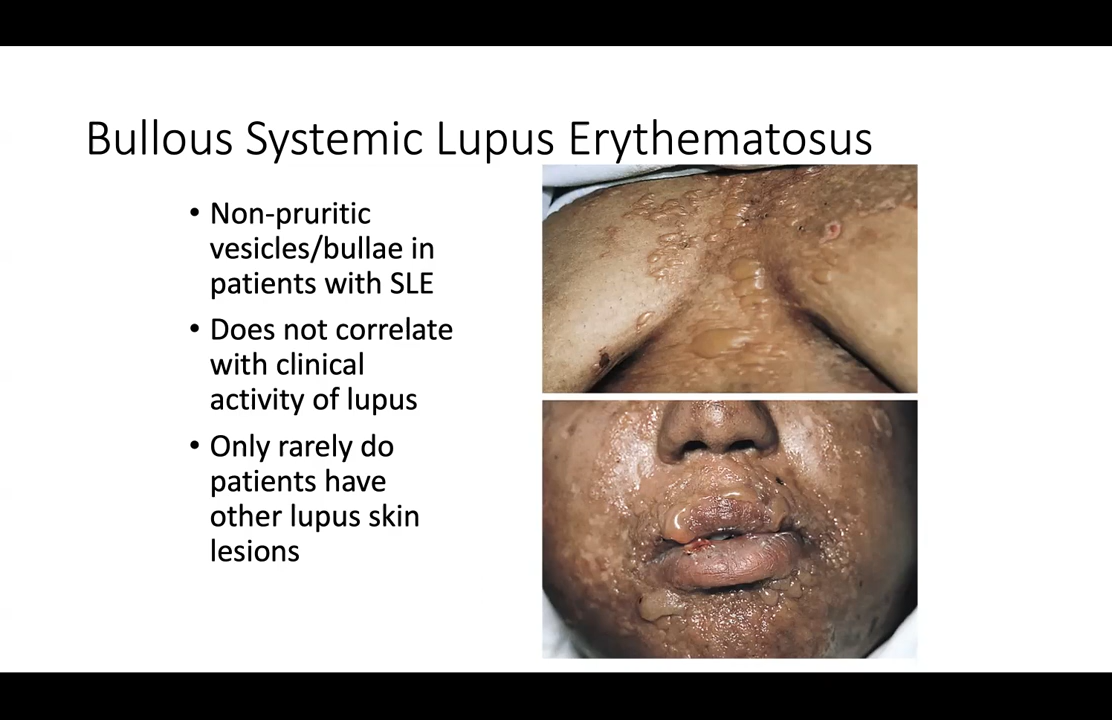 Bullous Systemic Lupus Erythematosus
• Non-pruritic
vesicles/bullae in
patients with SLE
• Does not correlate
with clinical
activity of lupus
• Only rarely do
patients have
other lupus skin
lesions